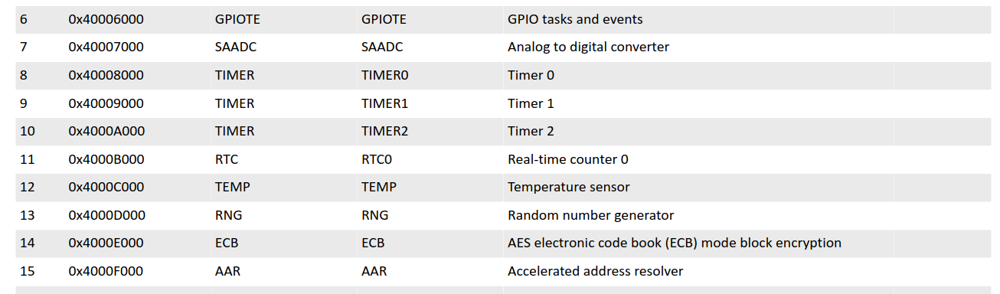 6 0x40006000 GPIOTE GPIOTE GPIO tasks and events
7 0x40007000 SAADC SAADC Analog to digital converter
8 0x40008000 TIMER TIMER0 Timer 0
9 0x40009000 TIMER TIMER1 Timer 1
10 0x4000A000 TIMER TIMER2 Timer 2
11 0x4000B000 RTC RTC0 Real-time counter 0
12 0x4000C000 TEMP TEMP Temperature sensor
13 0x4000D000 RNG RNG Random number generator
14 0x4000E000 ECB ECB AES electronic code book (ECB) mode block encryption
15 0x4000F000 AAR AAR Accelerated address resolver